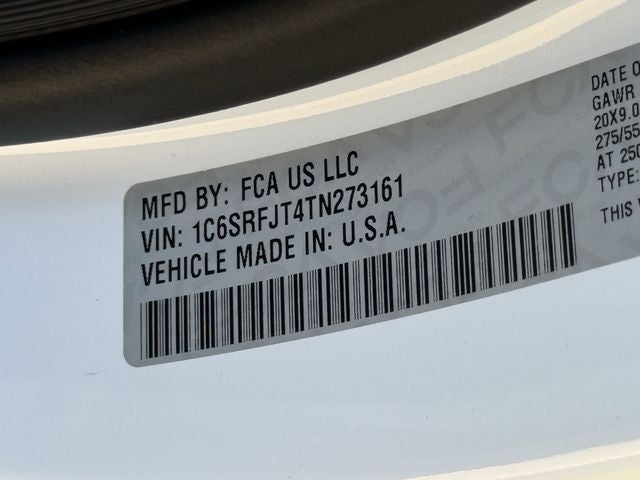 MFD BY: FCA US LLC
VIN: 1C6SRFJT4TN273161
VEHICLE MADE IN: U.S.A.
DATE O
GAWR
20X9.0
275/55
AT 250
TYPE:
THIS